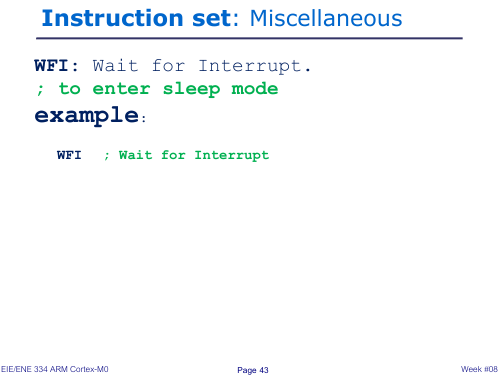 Instruction set: Miscellaneous
WFI: Wait for Interrupt.
; to enter sleep mode
example:
WFI ; Wait for Interrupt
EIE/ENE 334 ARM Cortex-M0 Page 43 Week #08